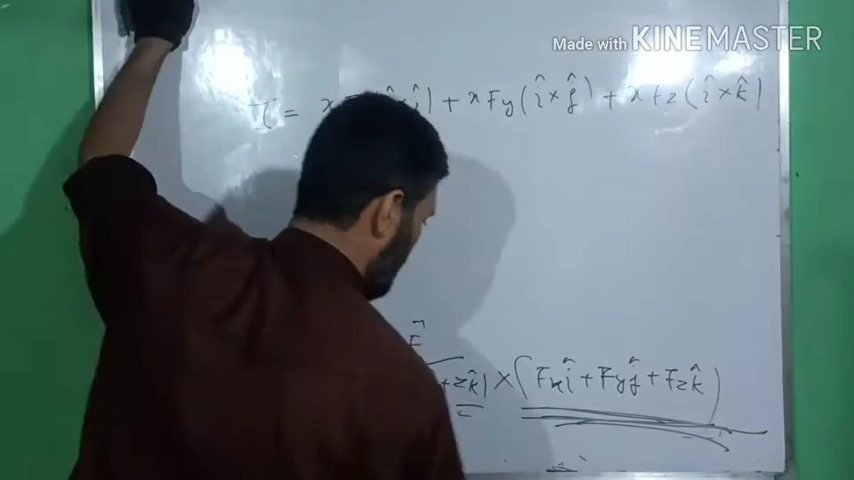 Made with KINEMASTER
τ = x (î×î) + xFy(î×ĵ) + xFz(î×k̂)
F⃗
+zk̂) × (Fxî + Fyĵ + Fzk̂)